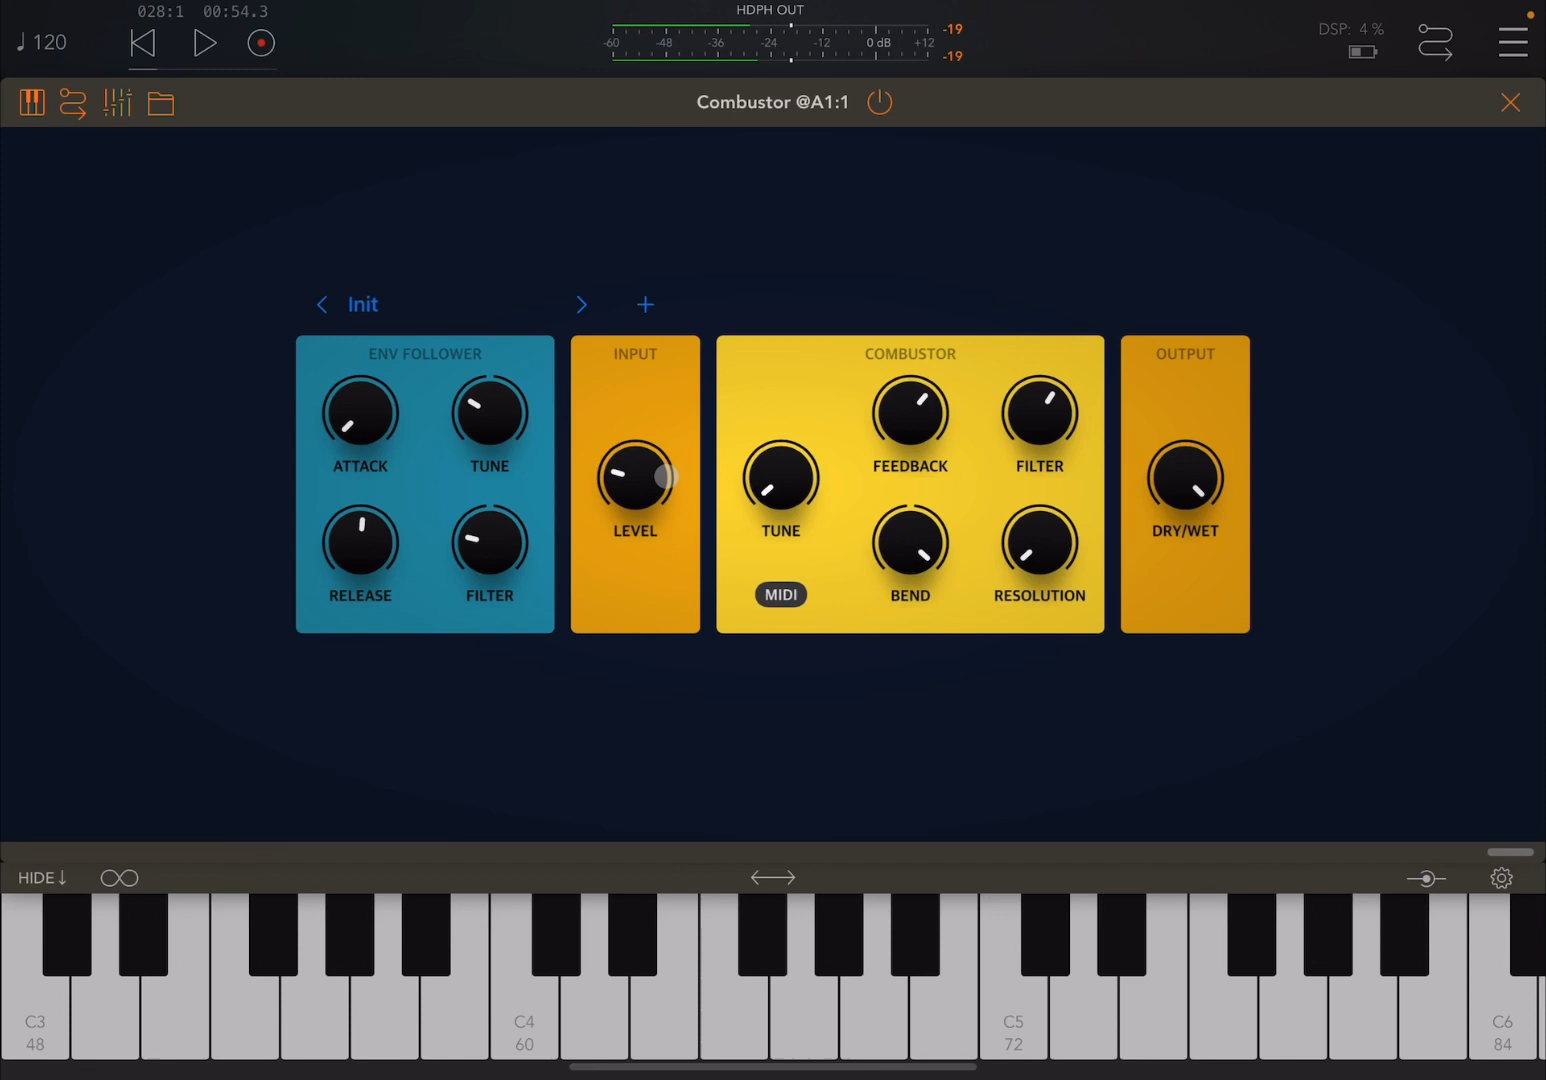 028:1 00:54.3
HDPH OUT
♩ 120
-60 -48 -36 -24 -12 0 dB +12
-19
-19
DSP: 4 %
Combustor @A1:1
Init
ENV FOLLOWER
INPUT
COMBUSTOR
OUTPUT
ATTACK
TUNE
FEEDBACK
FILTER
LEVEL
TUNE
DRY/WET
RELEASE
FILTER
MIDI
BEND
RESOLUTION
HIDE↓
C3
48
C4
60
C5
72
C6
84